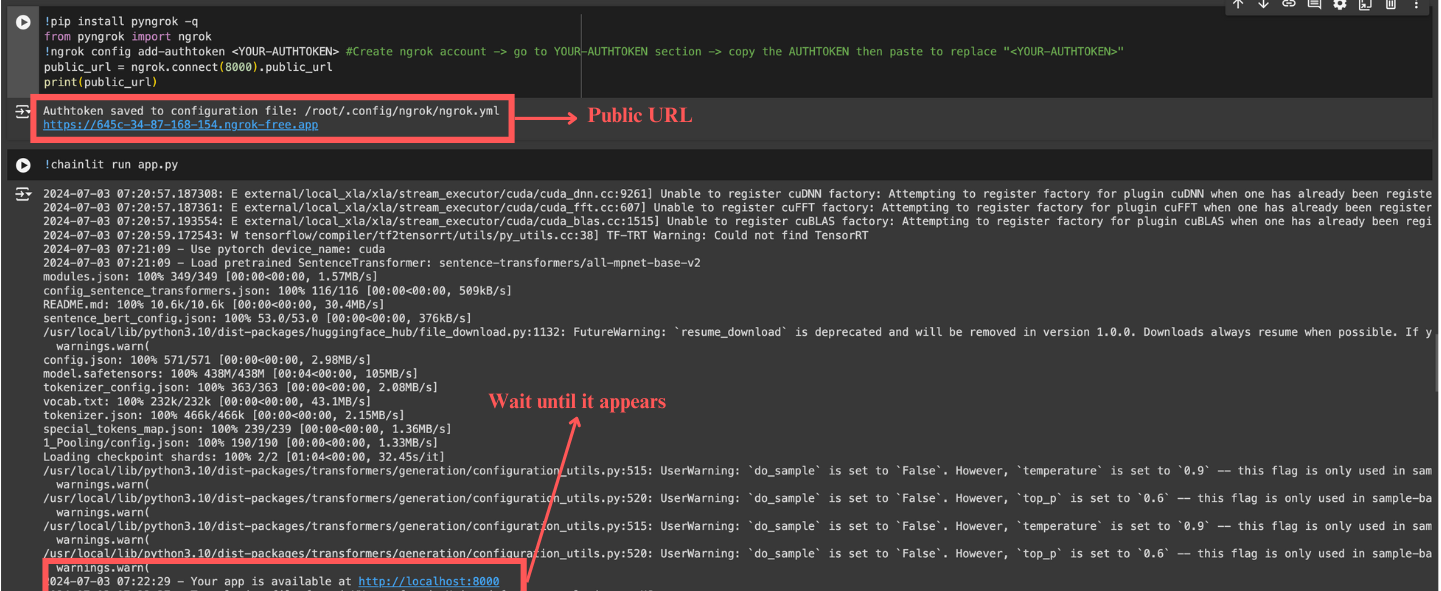 !pip install pyngrok -q
from pyngrok import ngrok
!ngrok config add-authtoken <YOUR-AUTHTOKEN> #Create ngrok account -> go to YOUR-AUTHTOKEN section -> copy the AUTHTOKEN then paste to replace "<YOUR-AUTHTOKEN>"
public_url = ngrok.connect(8000).public_url
print(public_url)
Authtoken saved to configuration file: /root/.config/ngrok/ngrok.yml
https://645c-34-87-168-154.ngrok-free.app
Public URL
!chainlit run app.py
2024-07-03 07:20:57.187308: E external/local_xla/xla/stream_executor/cuda/cuda_dnn.cc:9261] Unable to register cuDNN factory: Attempting to register factory for plugin cuDNN when one has already been registe
2024-07-03 07:20:57.187361: E external/local_xla/xla/stream_executor/cuda/cuda_fft.cc:607] Unable to register cuFFT factory: Attempting to register factory for plugin cuFFT when one has already been register
2024-07-03 07:20:57.193554: E external/local_xla/xla/stream_executor/cuda/cuda_blas.cc:1515] Unable to register cuBLAS factory: Attempting to register factory for plugin cuBLAS when one has already been regi
2024-07-03 07:20:59.172543: W tensorflow/compiler/tf2tensorrt/utils/py_utils.cc:38] TF-TRT Warning: Could not find TensorRT
2024-07-03 07:21:09 - Use pytorch device_name: cuda
2024-07-03 07:21:09 - Load pretrained SentenceTransformer: sentence-transformers/all-mpnet-base-v2
modules.json: 100% 349/349 [00:00<00:00, 1.57MB/s]
config_sentence_transformers.json: 100% 116/116 [00:00<00:00, 509kB/s]
README.md: 100% 10.6k/10.6k [00:00<00:00, 30.4MB/s]
sentence_bert_config.json: 100% 53.0/53.0 [00:00<00:00, 376kB/s]
/usr/local/lib/python3.10/dist-packages/huggingface_hub/file_download.py:1132: FutureWarning: `resume_download` is deprecated and will be removed in version 1.0.0. Downloads always resume when possible. If y
warnings.warn(
config.json: 100% 571/571 [00:00<00:00, 2.98MB/s]
model.safetensors: 100% 438M/438M [00:04<00:00, 105MB/s]
tokenizer_config.json: 100% 363/363 [00:00<00:00, 2.08MB/s]
vocab.txt: 100% 232k/232k [00:00<00:00, 43.1MB/s]
Wait until it appears
tokenizer.json: 100% 466k/466k [00:00<00:00, 2.15MB/s]
special_tokens_map.json: 100% 239/239 [00:00<00:00, 1.36MB/s]
1_Pooling/config.json: 100% 190/190 [00:00<00:00, 1.33MB/s]
Loading checkpoint shards: 100% 2/2 [01:04<00:00, 32.45s/it]
/usr/local/lib/python3.10/dist-packages/transformers/generation/configuration_utils.py:515: UserWarning: `do_sample` is set to `False`. However, `temperature` is set to `0.9` -- this flag is only used in sam
warnings.warn(
/usr/local/lib/python3.10/dist-packages/transformers/generation/configuration_utils.py:520: UserWarning: `do_sample` is set to `False`. However, `top_p` is set to `0.6` -- this flag is only used in sample-ba
warnings.warn(
/usr/local/lib/python3.10/dist-packages/transformers/generation/configuration_utils.py:515: UserWarning: `do_sample` is set to `False`. However, `temperature` is set to `0.9` -- this flag is only used in sam
warnings.warn(
/usr/local/lib/python3.10/dist-packages/transformers/generation/configuration_utils.py:520: UserWarning: `do_sample` is set to `False`. However, `top_p` is set to `0.6` -- this flag is only used in sample-ba
warnings.warn(
2024-07-03 07:22:29 - Your app is available at http://localhost:8000